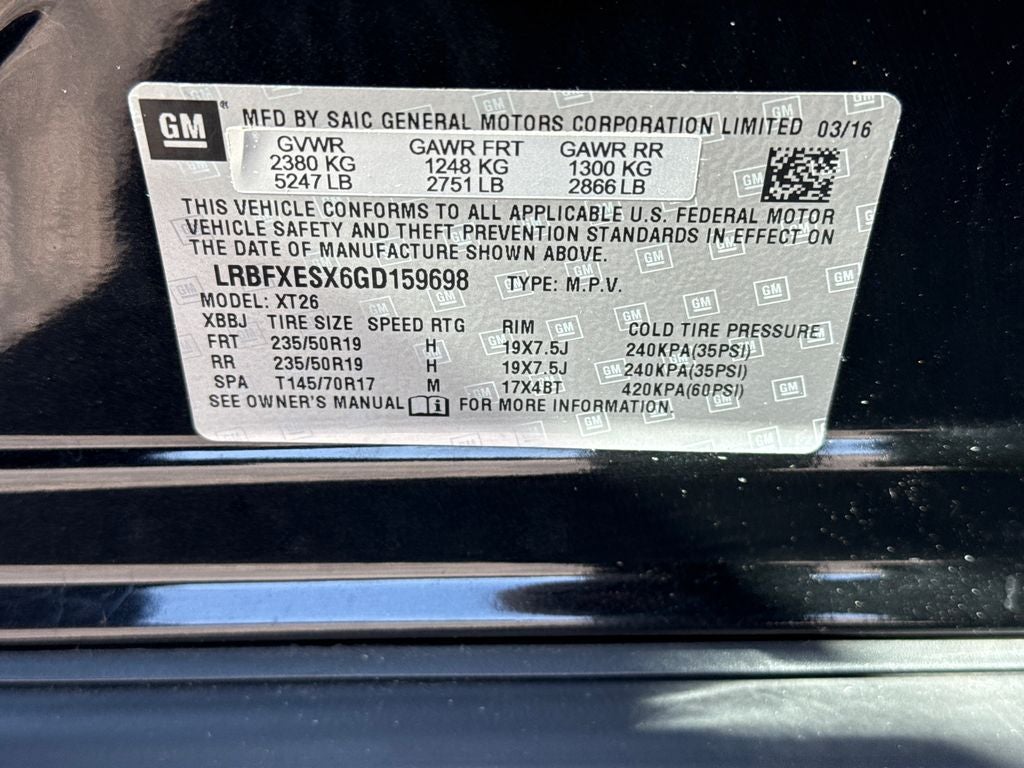 GM
MFD BY SAIC GENERAL MOTORS CORPORATION LIMITED 03/16
GVWR GAWR FRT GAWR RR
2380 KG 1248 KG 1300 KG
5247 LB 2751 LB 2866 LB
THIS VEHICLE CONFORMS TO ALL APPLICABLE U.S. FEDERAL MOTOR
VEHICLE SAFETY AND THEFT PREVENTION STANDARDS IN EFFECT ON
THE DATE OF MANUFACTURE SHOWN ABOVE.
LRBFXESX6GD159698 TYPE: M.P.V.
MODEL: XT26
XBBJ TIRE SIZE SPEED RTG RIM COLD TIRE PRESSURE
FRT 235/50R19 H 19X7.5J 240KPA(35PSI)
RR 235/50R19 H 19X7.5J 240KPA(35PSI)
SPA T145/70R17 M 17X4BT 420KPA(60PSI)
SEE OWNER'S MANUAL i FOR MORE INFORMATION.